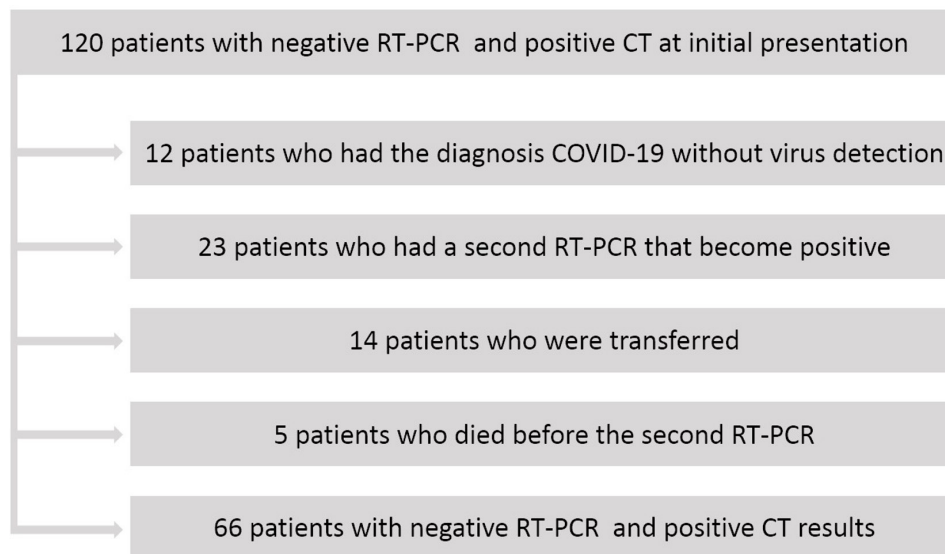 120 patients with negative RT-PCR and positive CT at initial presentation
12 patients who had the diagnosis COVID-19 without virus detection
23 patients who had a second RT-PCR that become positive
14 patients who were transferred
5 patients who died before the second RT-PCR
66 patients with negative RT-PCR and positive CT results